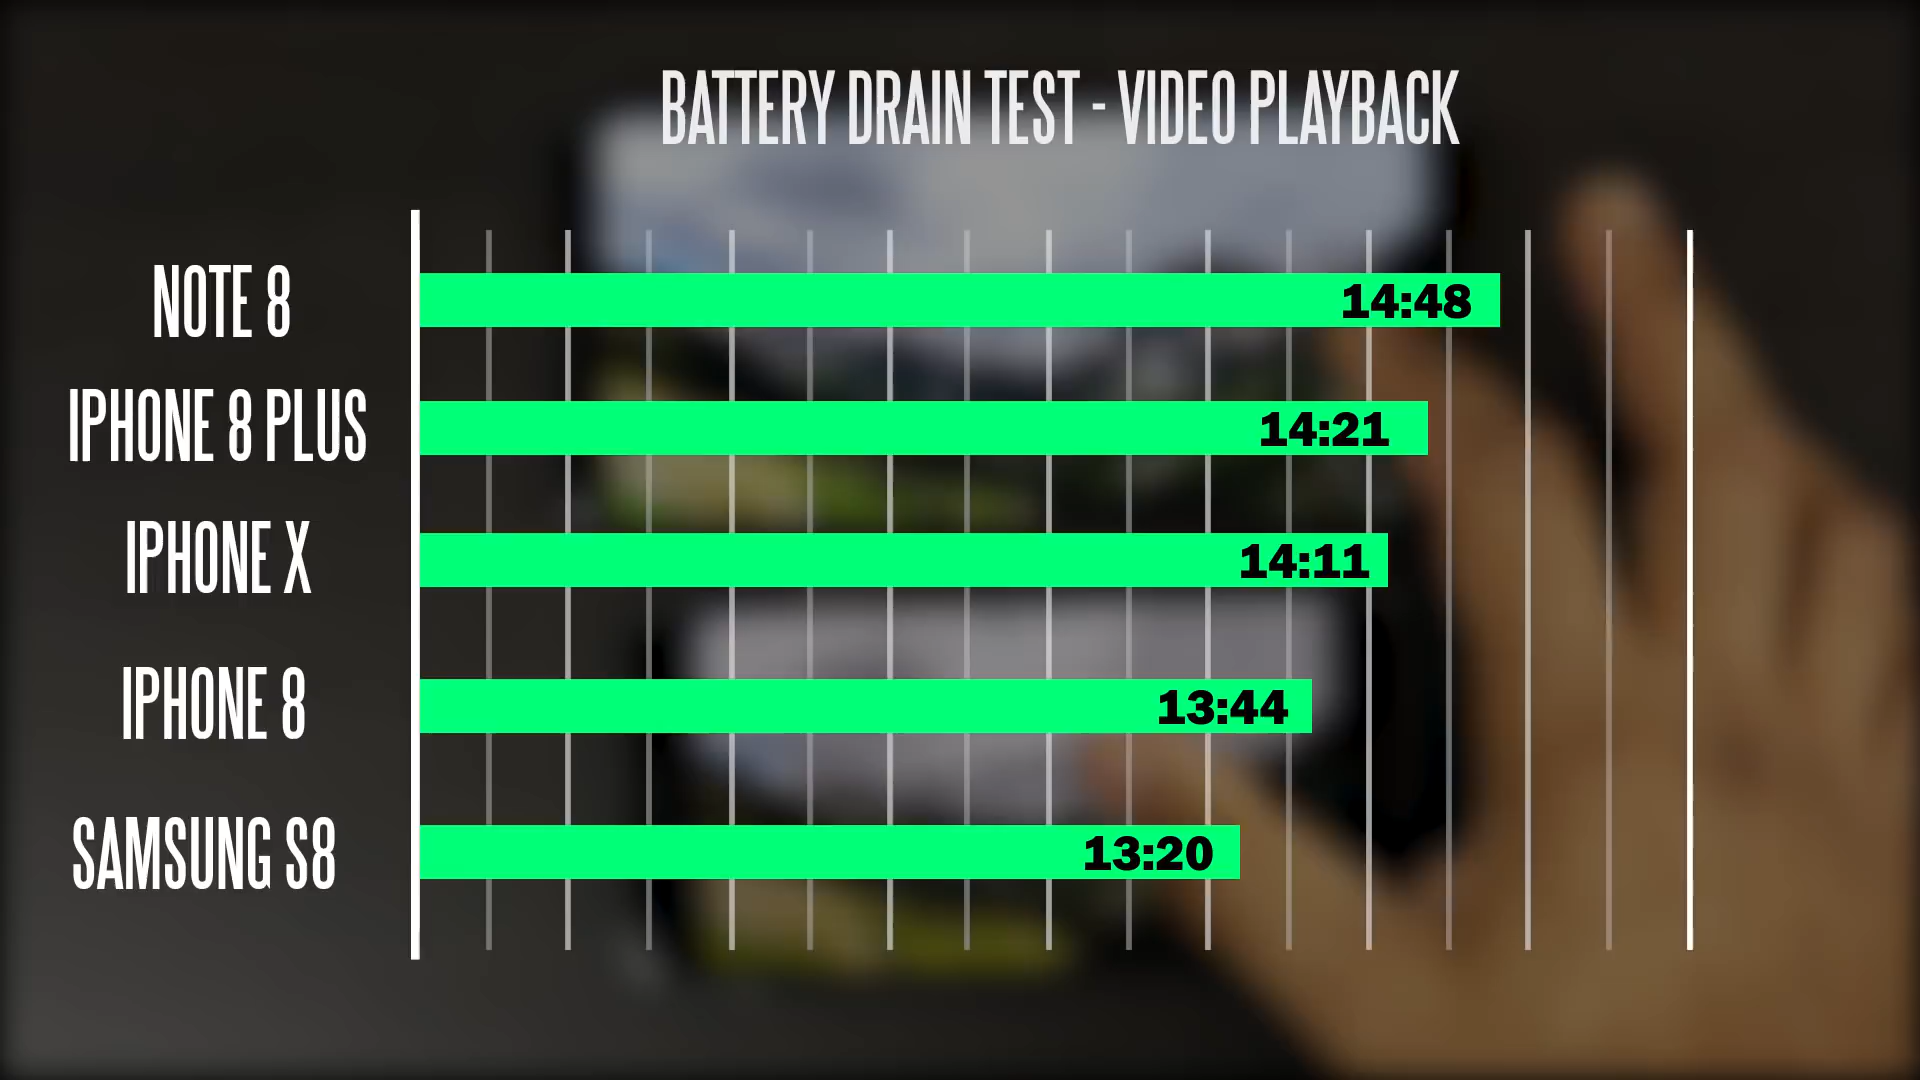 BATTERY DRAIN TEST - VIDEO PLAYBACK
NOTE 8 14:48
IPHONE 8 PLUS 14:21
IPHONE X 14:11
IPHONE 8 13:44
SAMSUNG S8 13:20